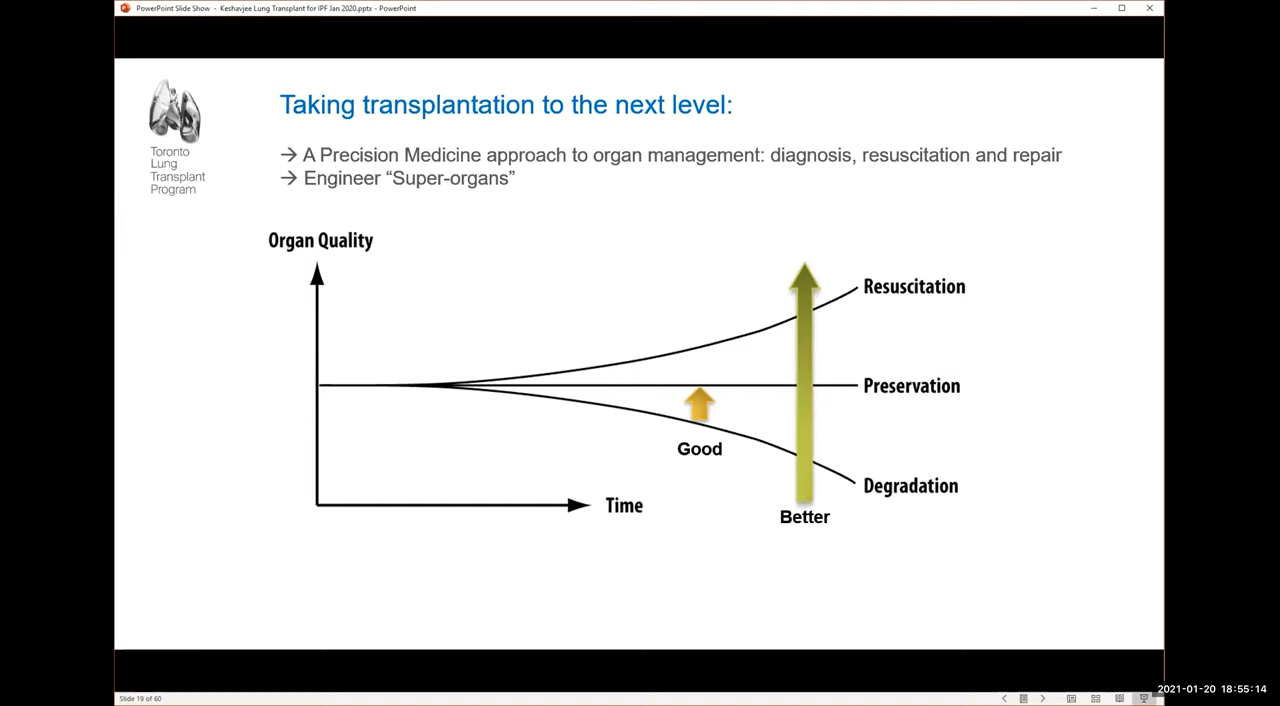 PowerPoint Slide Show - Keshavjee Lung Transplant for IPF Jan 2020.pptx - PowerPoint
Toronto
Lung
Transplant
Program
Taking transplantation to the next level:
→ A Precision Medicine approach to organ management: diagnosis, resuscitation and repair
→ Engineer “Super-organs”
Organ Quality
Resuscitation
Preservation
Good
Degradation
Time
Better
Slide 19 of 60
2021-01-20 18:55:14